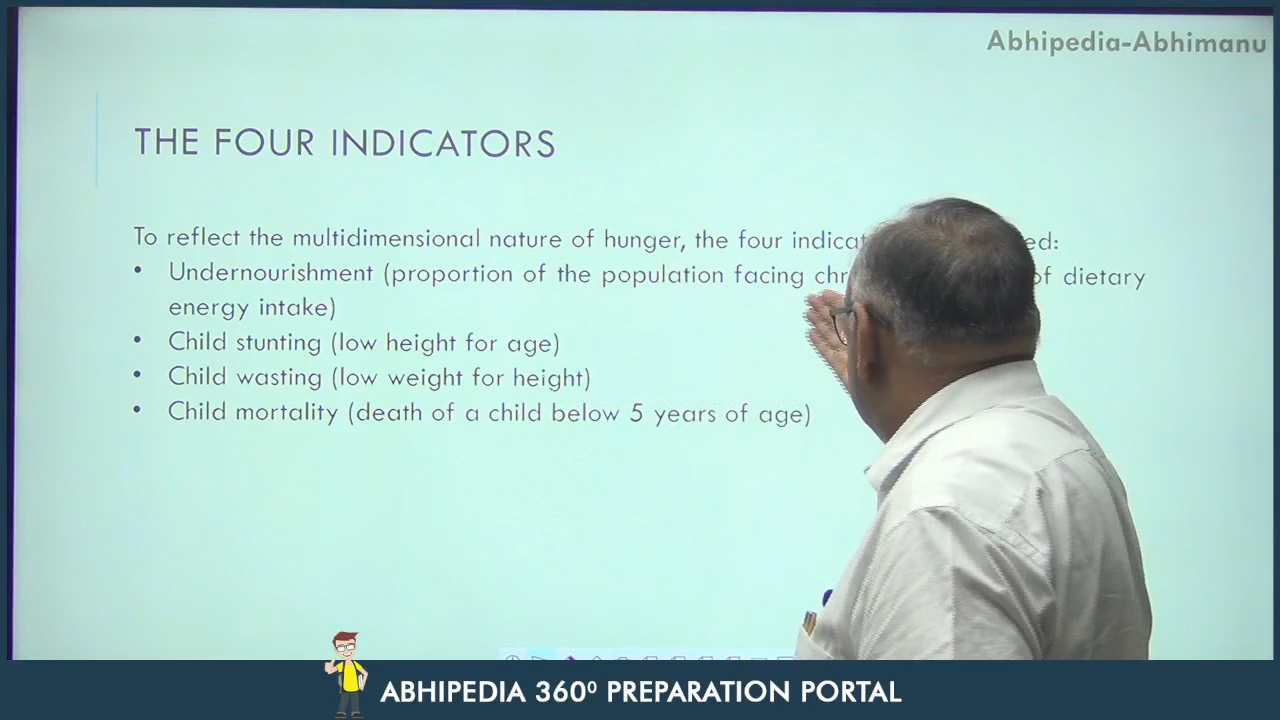 Abhipedia-Abhimanu
THE FOUR INDICATORS
To reflect the multidimensional nature of hunger, the four
• Undernourishment (proportion of the population facing of dietary
energy intake)
• Child stunting (low height for age)
• Child wasting (low weight for height)
• Child mortality (death of a child below 5 years of age)
ABHIPEDIA 360⁰ PREPARATION PORTAL